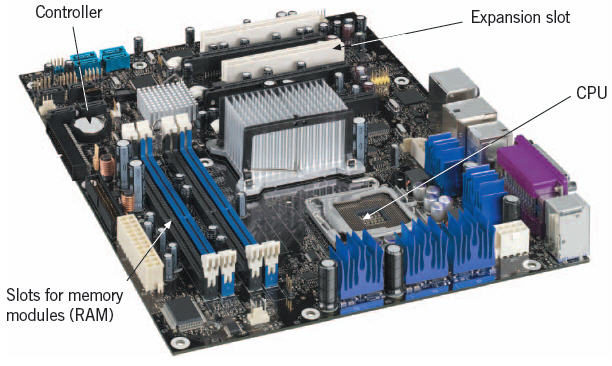 Controller
Expansion slot
CPU
Slots for memory
modules (RAM)